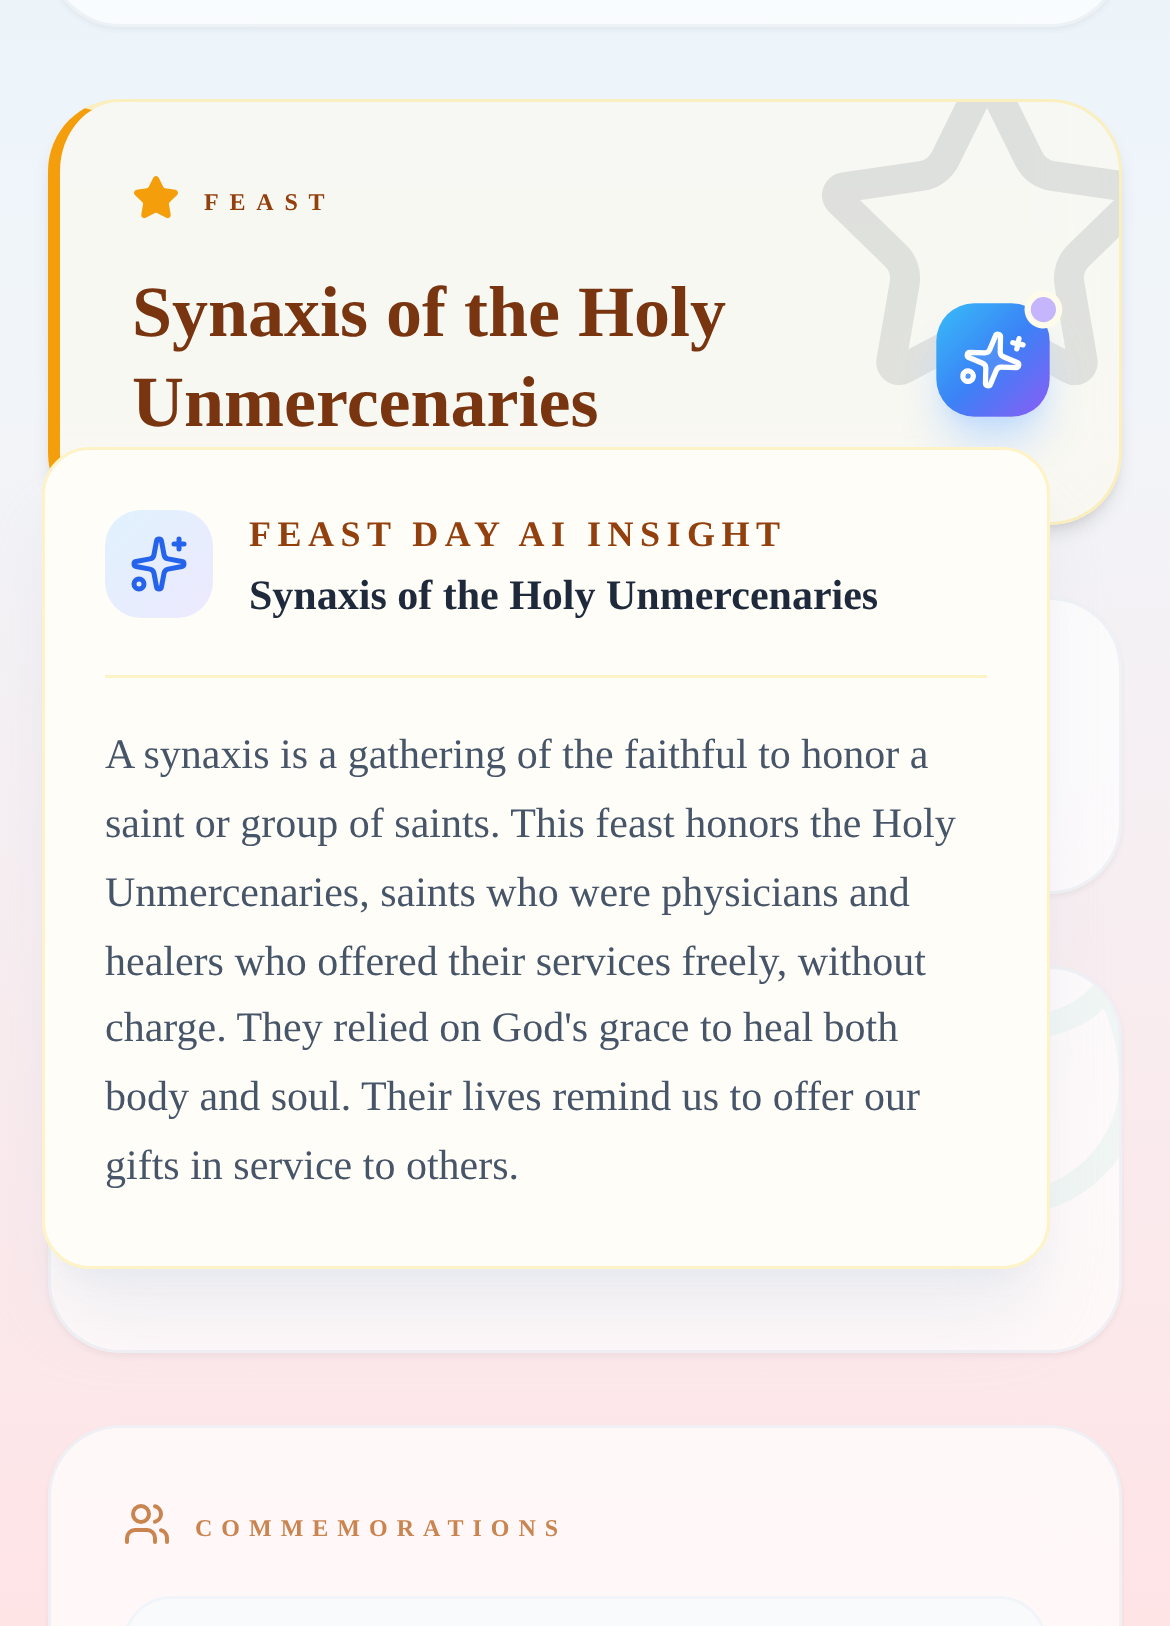 FEAST
Synaxis of the Holy
Unmercenaries
FEAST DAY AI INSIGHT
Synaxis of the Holy Unmercenaries
A synaxis is a gathering of the faithful to honor a
saint or group of saints. This feast honors the Holy
Unmercenaries, saints who were physicians and
healers who offered their services freely, without
charge. They relied on God's grace to heal both
body and soul. Their lives remind us to offer our
gifts in service to others.
COMMEMORATIONS